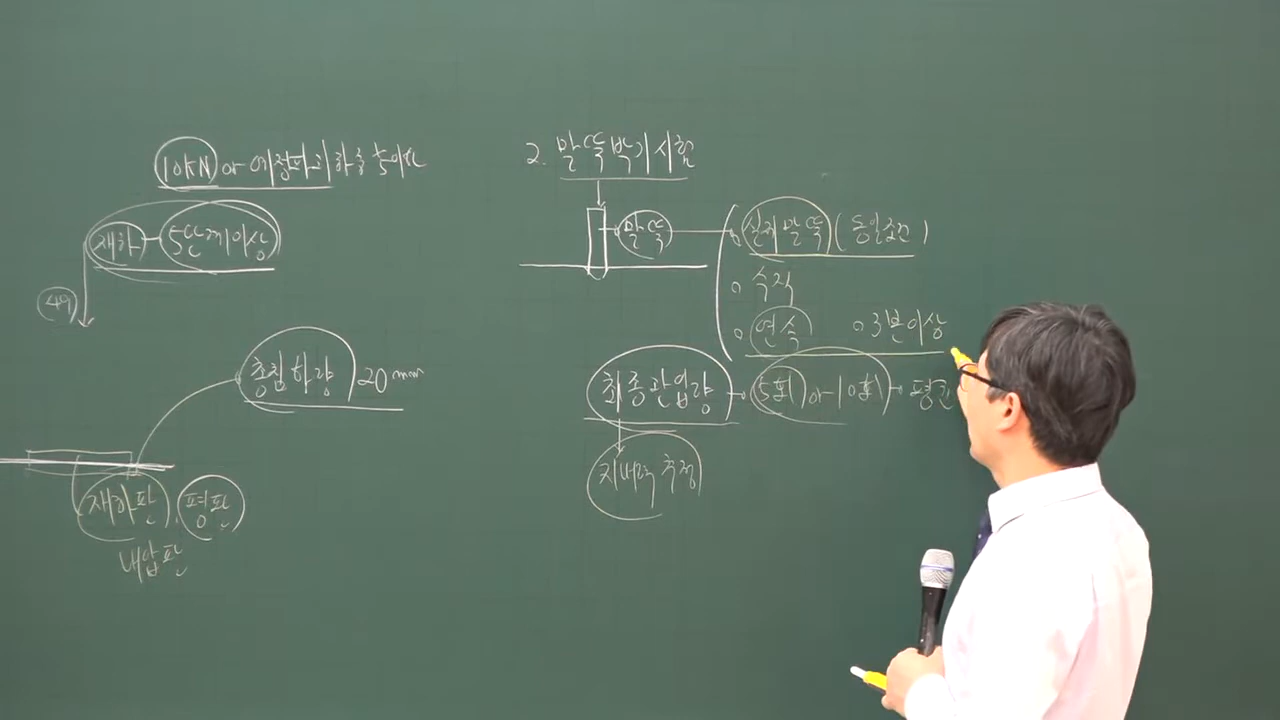 10kN or 예정파괴하중 1/5이하
재하 - 5단계이상
총침하량 20mm
재하판, 평판
내압판
2. 말뚝박기시험
말뚝
◦ 실제말뚝 (동일조건)
◦ 수직
◦ 연속 ◦ 3본이상
최종관입량 → 5회 or 10회 → 평균
지내력 추정